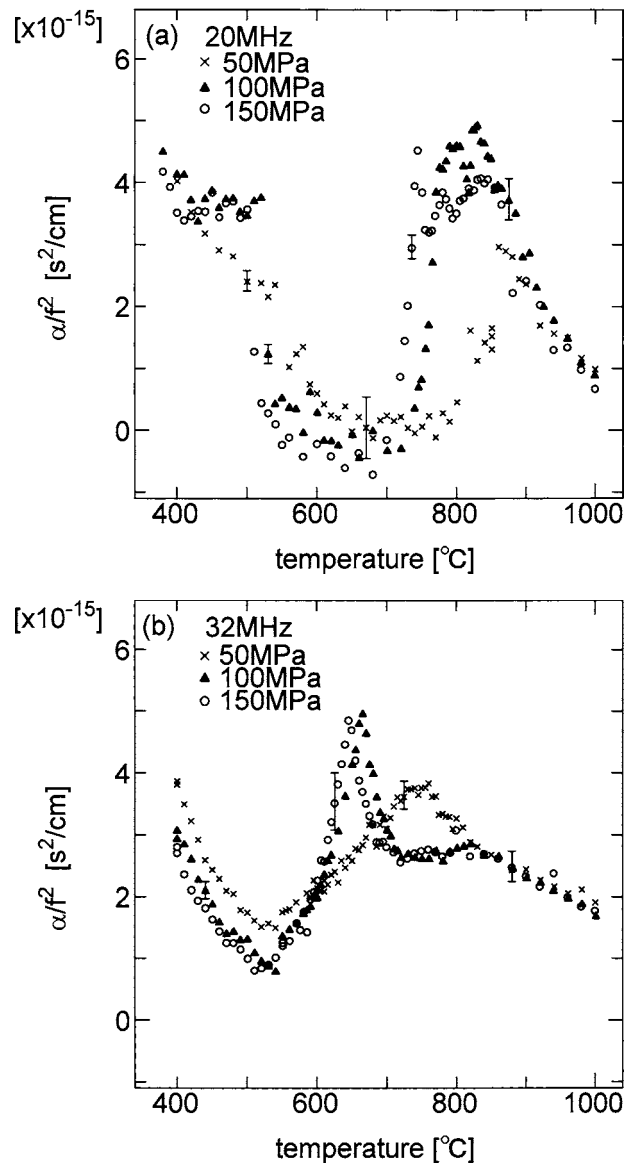 [x10⁻¹⁵]
(a) 20MHz
× 50MPa
▲ 100MPa
○ 150MPa
6
4
2
0
α/f² [s²/cm]
400 600 800 1000
temperature [°C]
[x10⁻¹⁵]
(b) 32MHz
× 50MPa
▲ 100MPa
○ 150MPa
6
4
2
0
α/f² [s²/cm]
400 600 800 1000
temperature [°C]